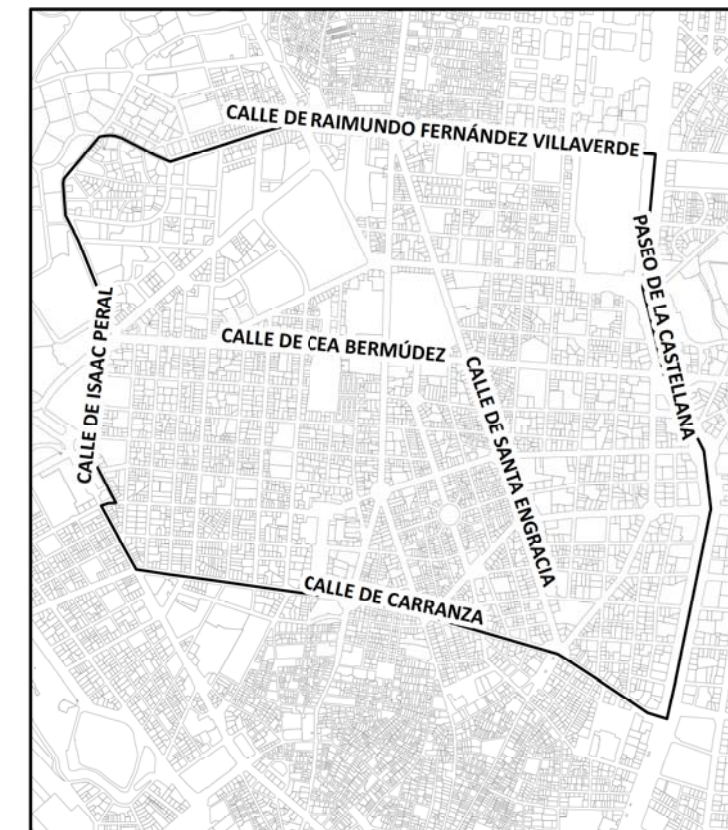 CALLE DE RAIMUNDO FERNÁNDEZ VILLAVERDE
PASEO DE LA CASTELLANA
CALLE DE ISAAC PERAL
CALLE DE CEA BERMÚDEZ
CALLE DE SANTA ENGRACIA
CALLE DE CARRANZA